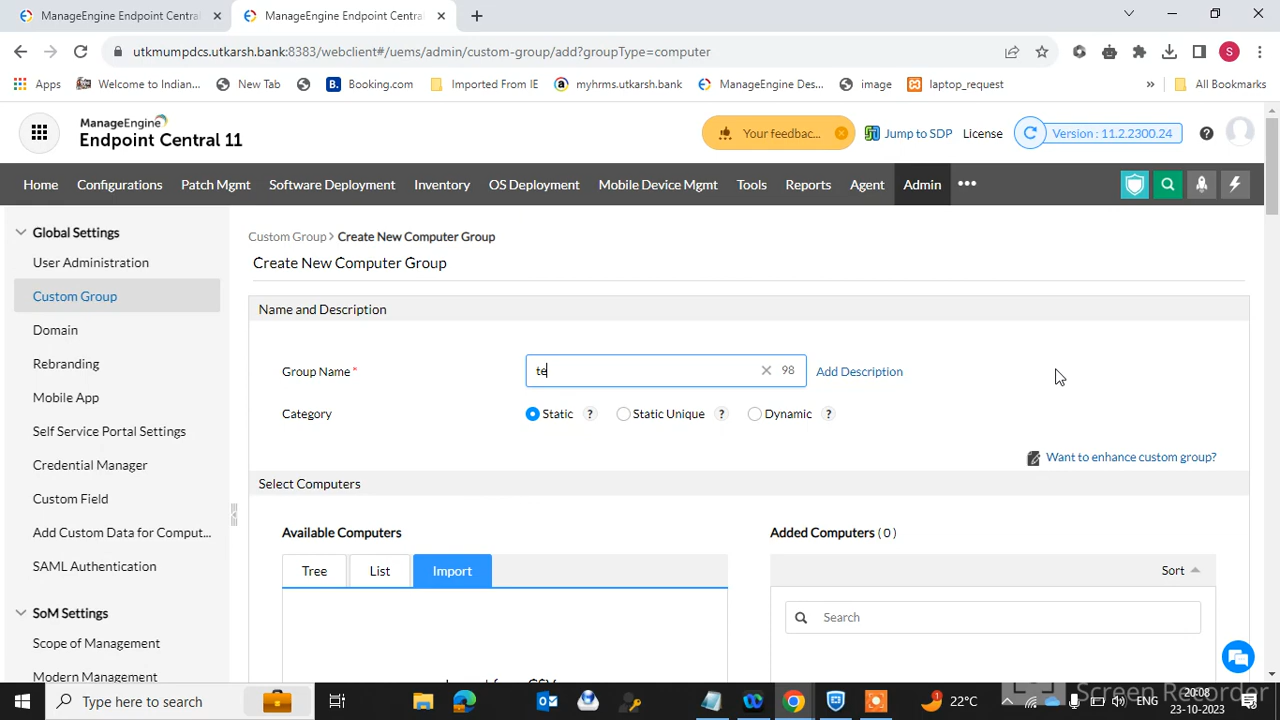 ManageEngine Endpoint Central
ManageEngine Endpoint Centra
utkmumpdcs.utkarsh.bank:8383/webclient#/uems/admin/custom-group/add?groupType=computer
S
Apps
Welcome to Indian...
New Tab
B Booking.com
Imported From IE
myhrms.utkarsh.bank
ManageEngine Des...
image
laptop_request
»
All Bookmarks
ManageEngine
Endpoint Central 11
Your feedbac...
Jump to SDP
License
Version : 11.2.2300.24
Home
Configurations
Patch Mgmt
Software Deployment
Inventory
OS Deployment
Mobile Device Mgmt
Tools
Reports
Agent
Admin
Global Settings
User Administration
Custom Group
Domain
Rebranding
Mobile App
Self Service Portal Settings
Credential Manager
Custom Field
Add Custom Data for Comput...
SAML Authentication
SoM Settings
Scope of Management
Modern Management
Custom Group > Create New Computer Group
Create New Computer Group
Name and Description
Group Name *
te
98
Add Description
Category
Static ?
Static Unique ?
Dynamic ?
Want to enhance custom group?
Select Computers
Available Computers
Added Computers ( 0 )
Tree
List
Import
Sort
Search
Type here to search
22°C
Screen Recorder
20:08
23-10-2023